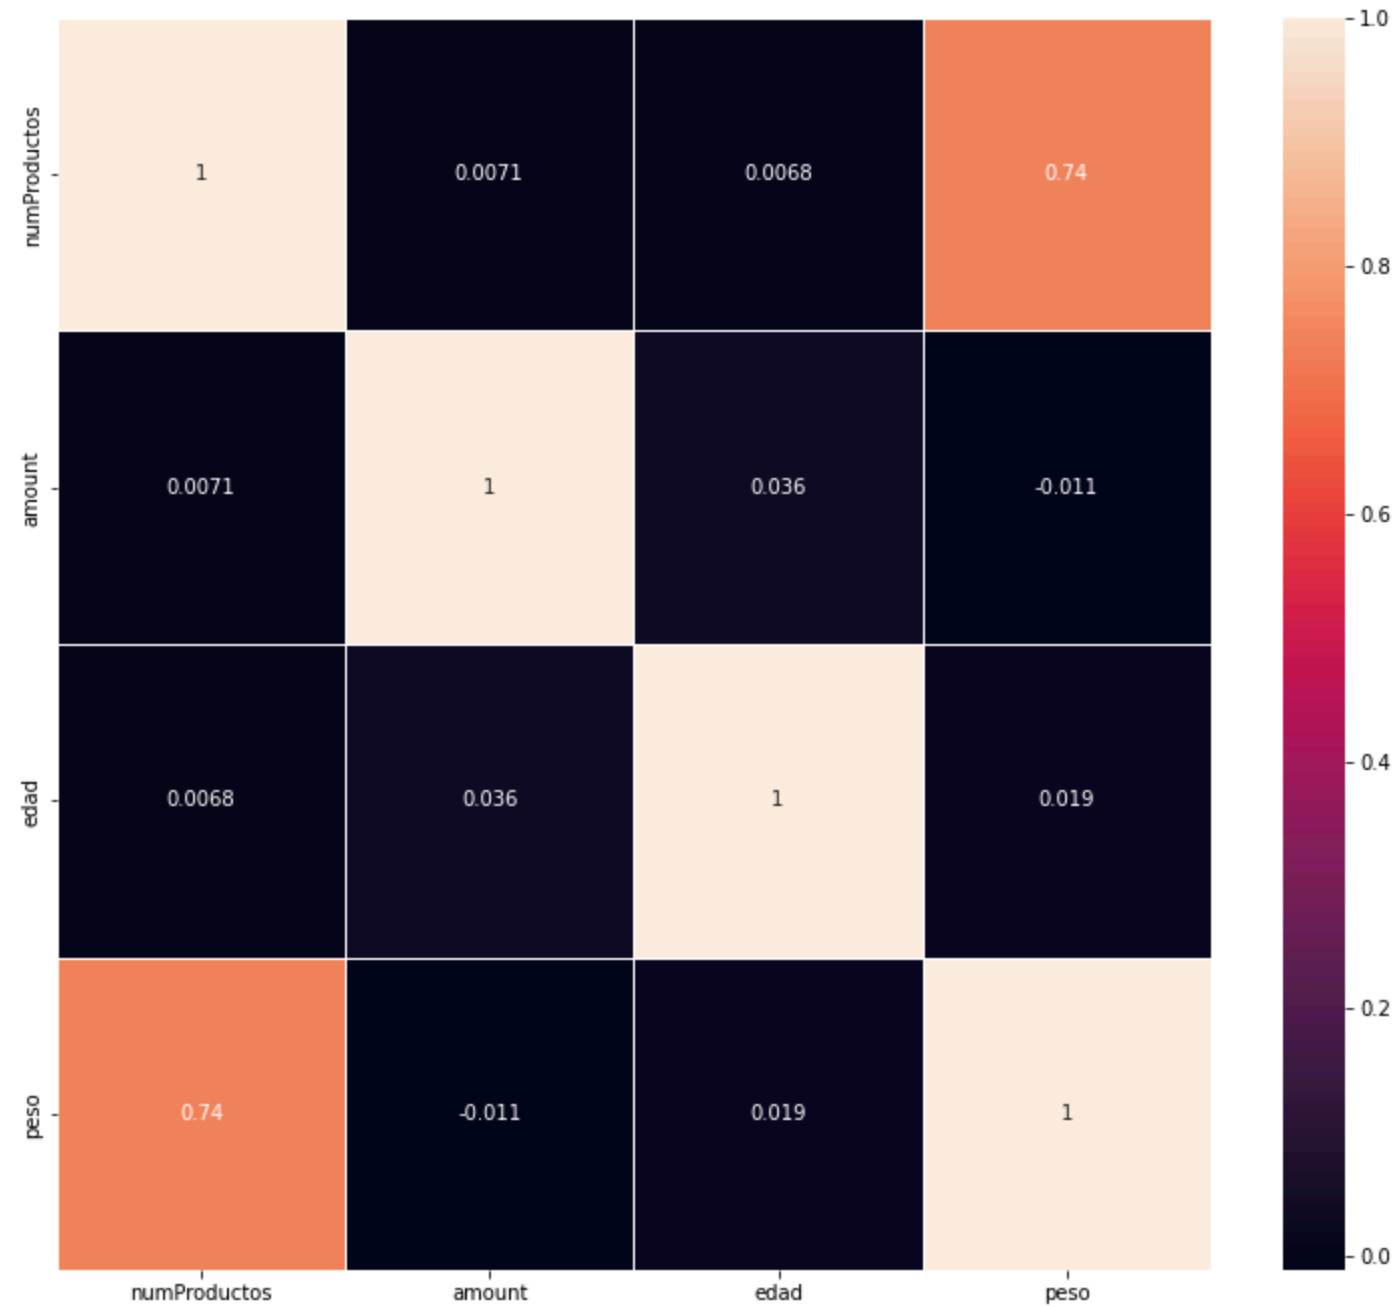 numProductos 1 0.0071 0.0068 0.74
amount 0.0071 1 0.036 -0.011
edad 0.0068 0.036 1 0.019
peso 0.74 -0.011 0.019 1
numProductos amount edad peso
1.0
0.8
0.6
0.4
0.2
0.0